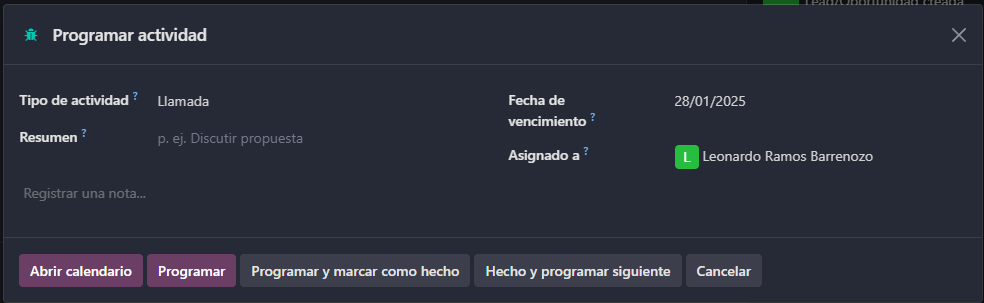 Lead/Oportunidad creada
Programar actividad
Tipo de actividad ? Llamada
Fecha de vencimiento ? 28/01/2025
Resumen ? p. ej. Discutir propuesta
Asignado a ? L Leonardo Ramos Barrenozo
Registrar una nota...
Abrir calendario Programar Programar y marcar como hecho Hecho y programar siguiente Cancelar